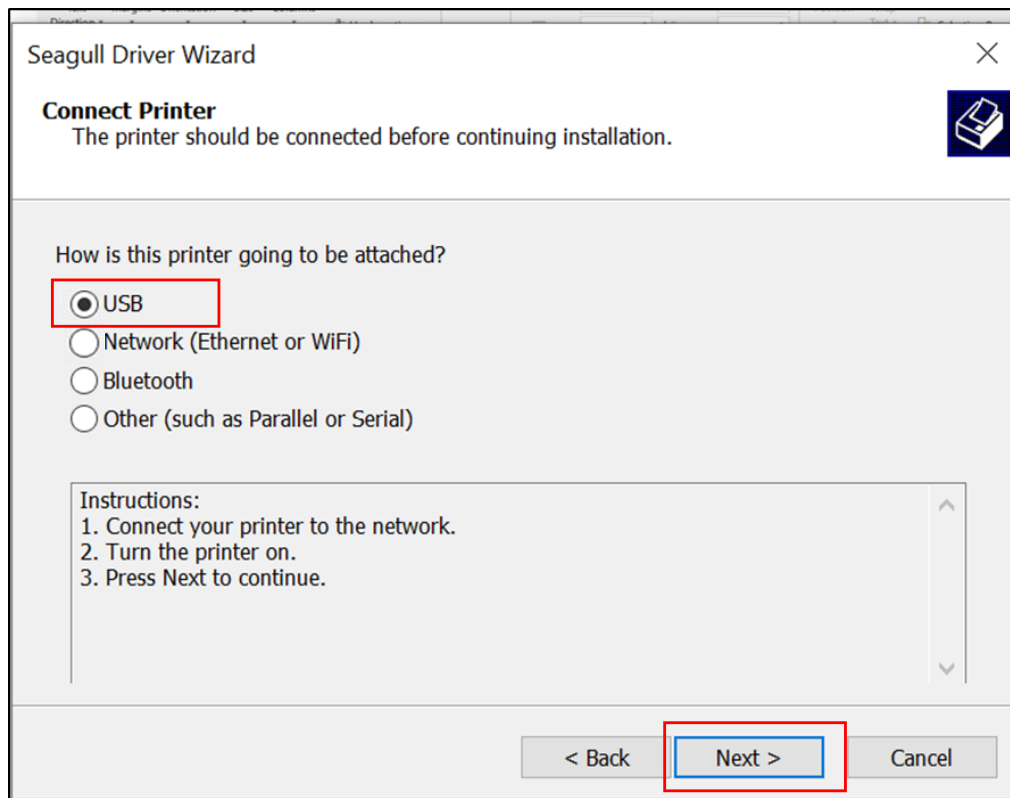 Seagull Driver Wizard
Connect Printer
The printer should be connected before continuing installation.
How is this printer going to be attached?
USB
Network (Ethernet or WiFi)
Bluetooth
Other (such as Parallel or Serial)
Instructions:
1. Connect your printer to the network.
2. Turn the printer on.
3. Press Next to continue.
< Back
Next >
Cancel